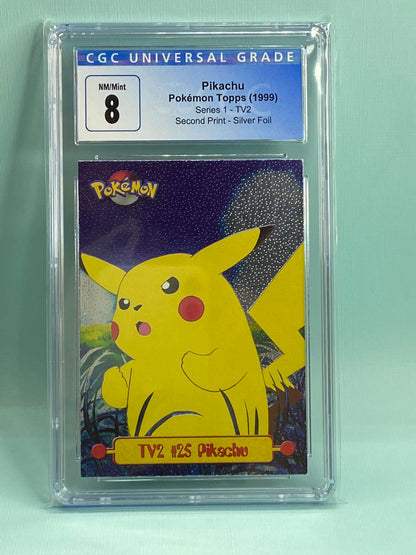 CGC UNIVERSAL GRADE
NM/Mint
8
Pikachu
Pokémon Topps (1999)
Series 1 - TV2
Second Print - Silver Foil
POKéMON
TV2 #25 Pikachu